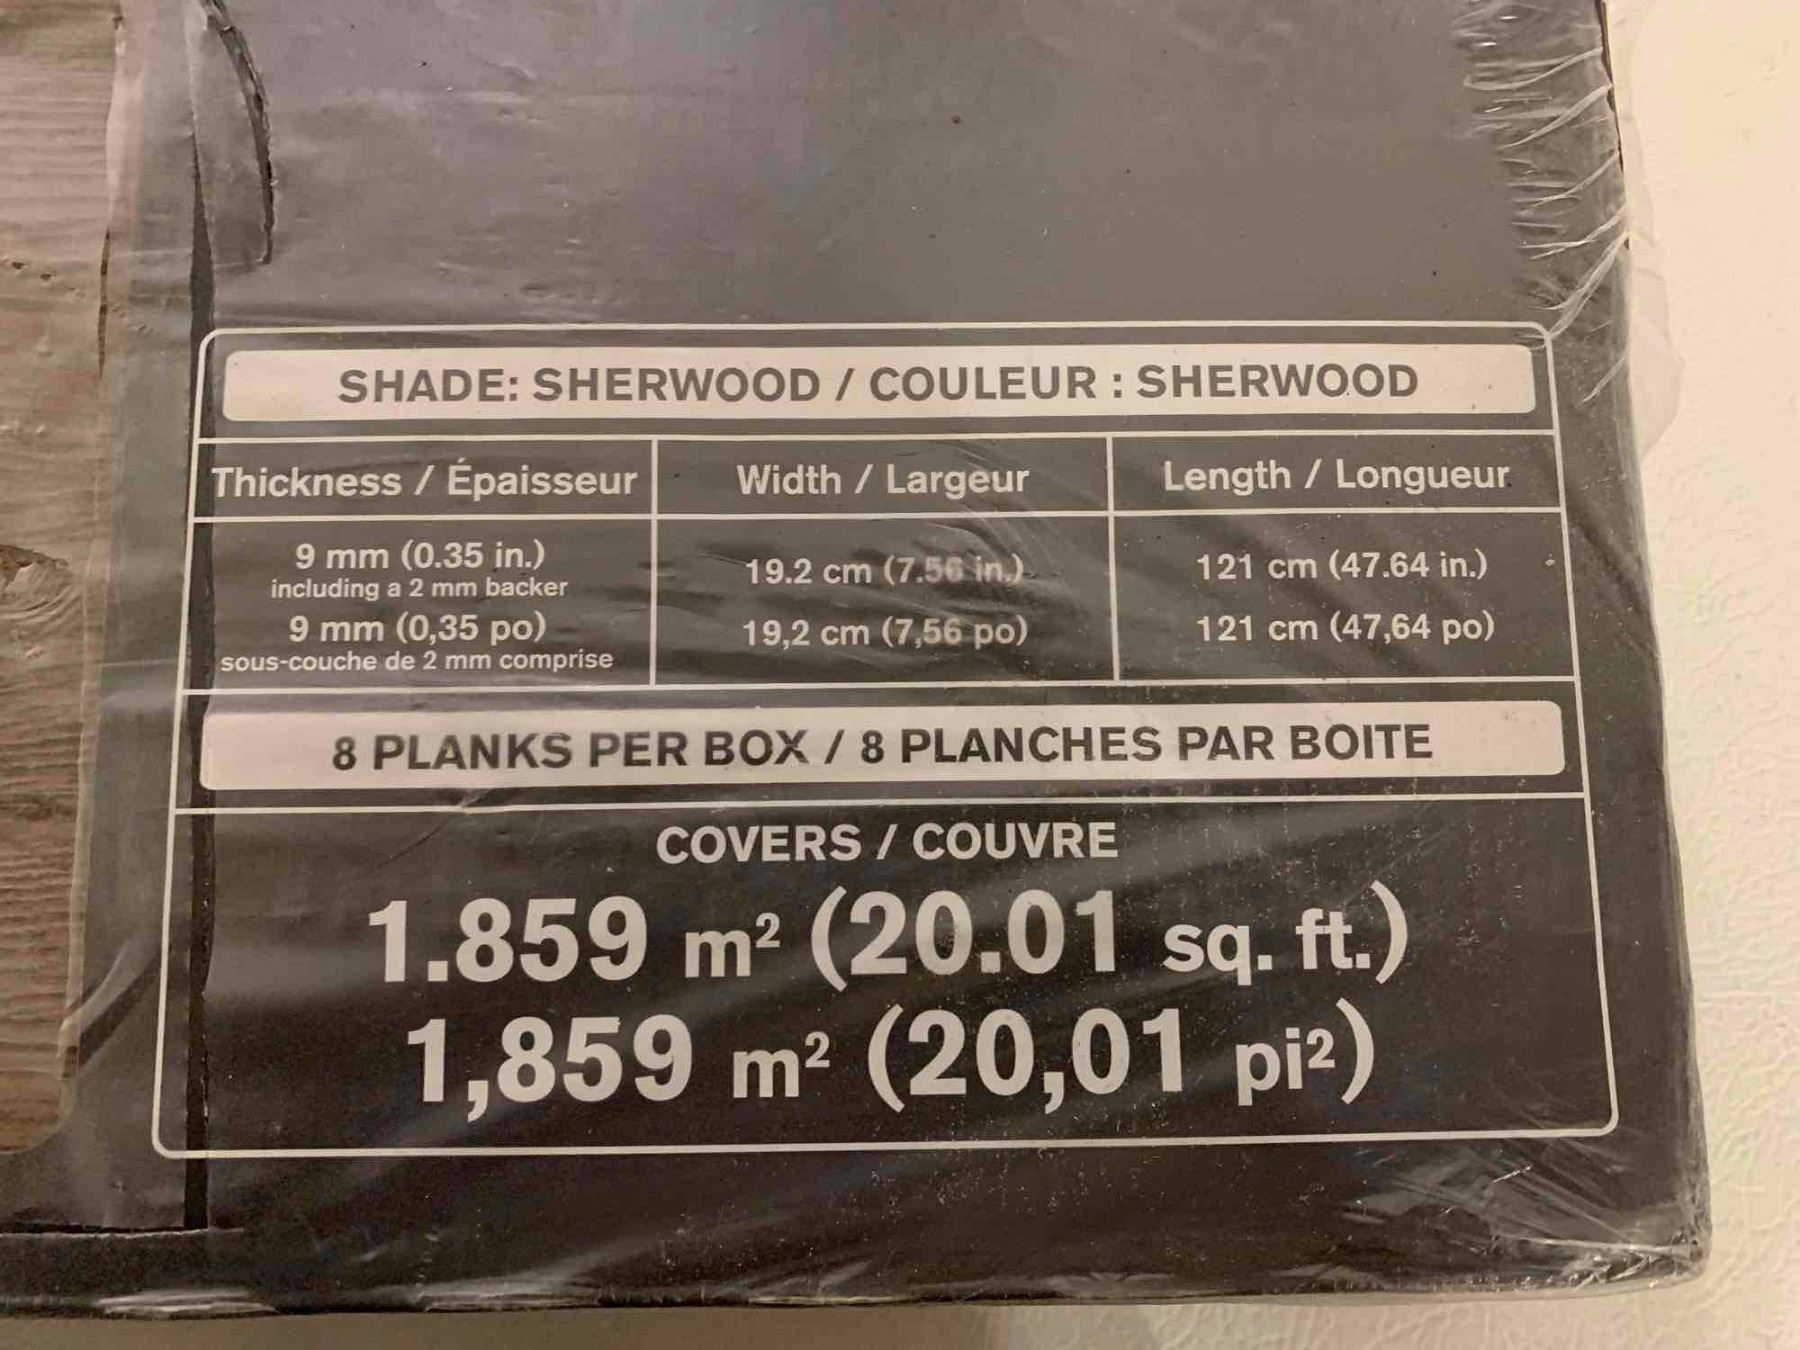 SHADE: SHERWOOD / COULEUR : SHERWOOD
Thickness / Épaisseur
Width / Largeur
Length / Longueur
9 mm (0.35 in.)
including a 2 mm backer
9 mm (0,35 po)
sous-couche de 2 mm comprise
19.2 cm (7.56 in.)
19,2 cm (7,56 po)
121 cm (47.64 in.)
121 cm (47,64 po)
8 PLANKS PER BOX / 8 PLANCHES PAR BOITE
COVERS / COUVRE
1.859 m² (20.01 sq. ft.)
1,859 m² (20,01 pi²)